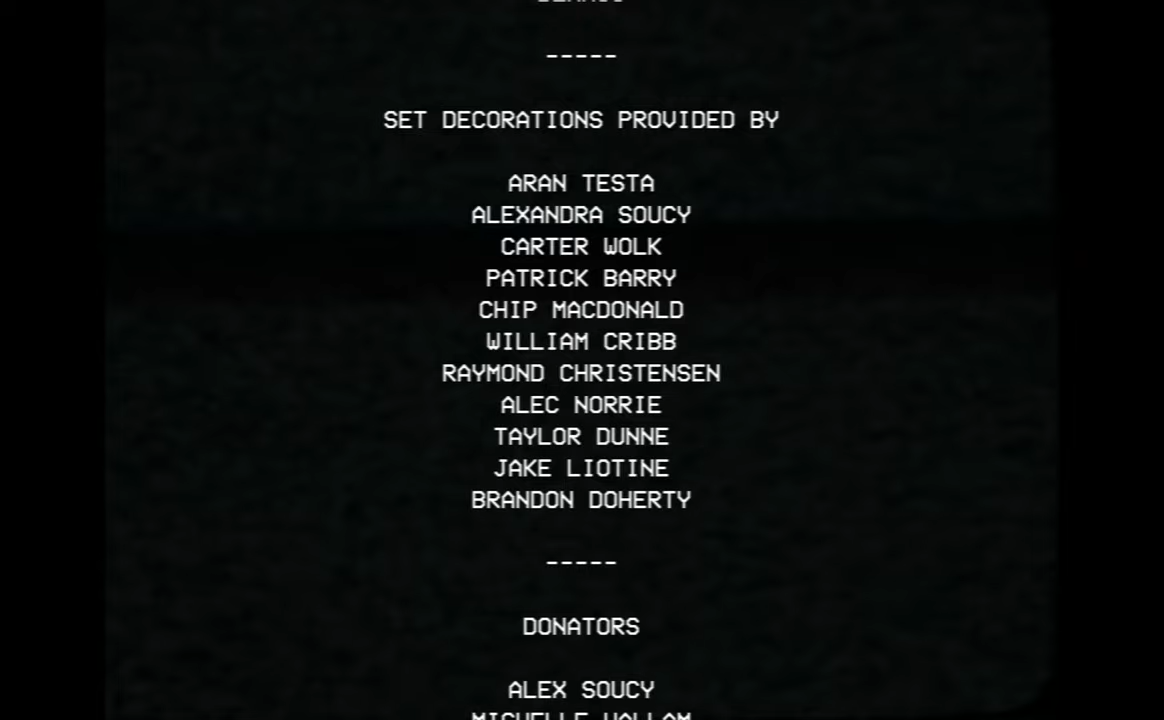 -----
SET DECORATIONS PROVIDED BY
ARAN TESTA
ALEXANDRA SOUCY
CARTER WOLK
PATRICK BARRY
CHIP MACDONALD
WILLIAM CRIBB
RAYMOND CHRISTENSEN
ALEC NORRIE
TAYLOR DUNNE
JAKE LIOTINE
BRANDON DOHERTY
-----
DONATORS
ALEX SOUCY